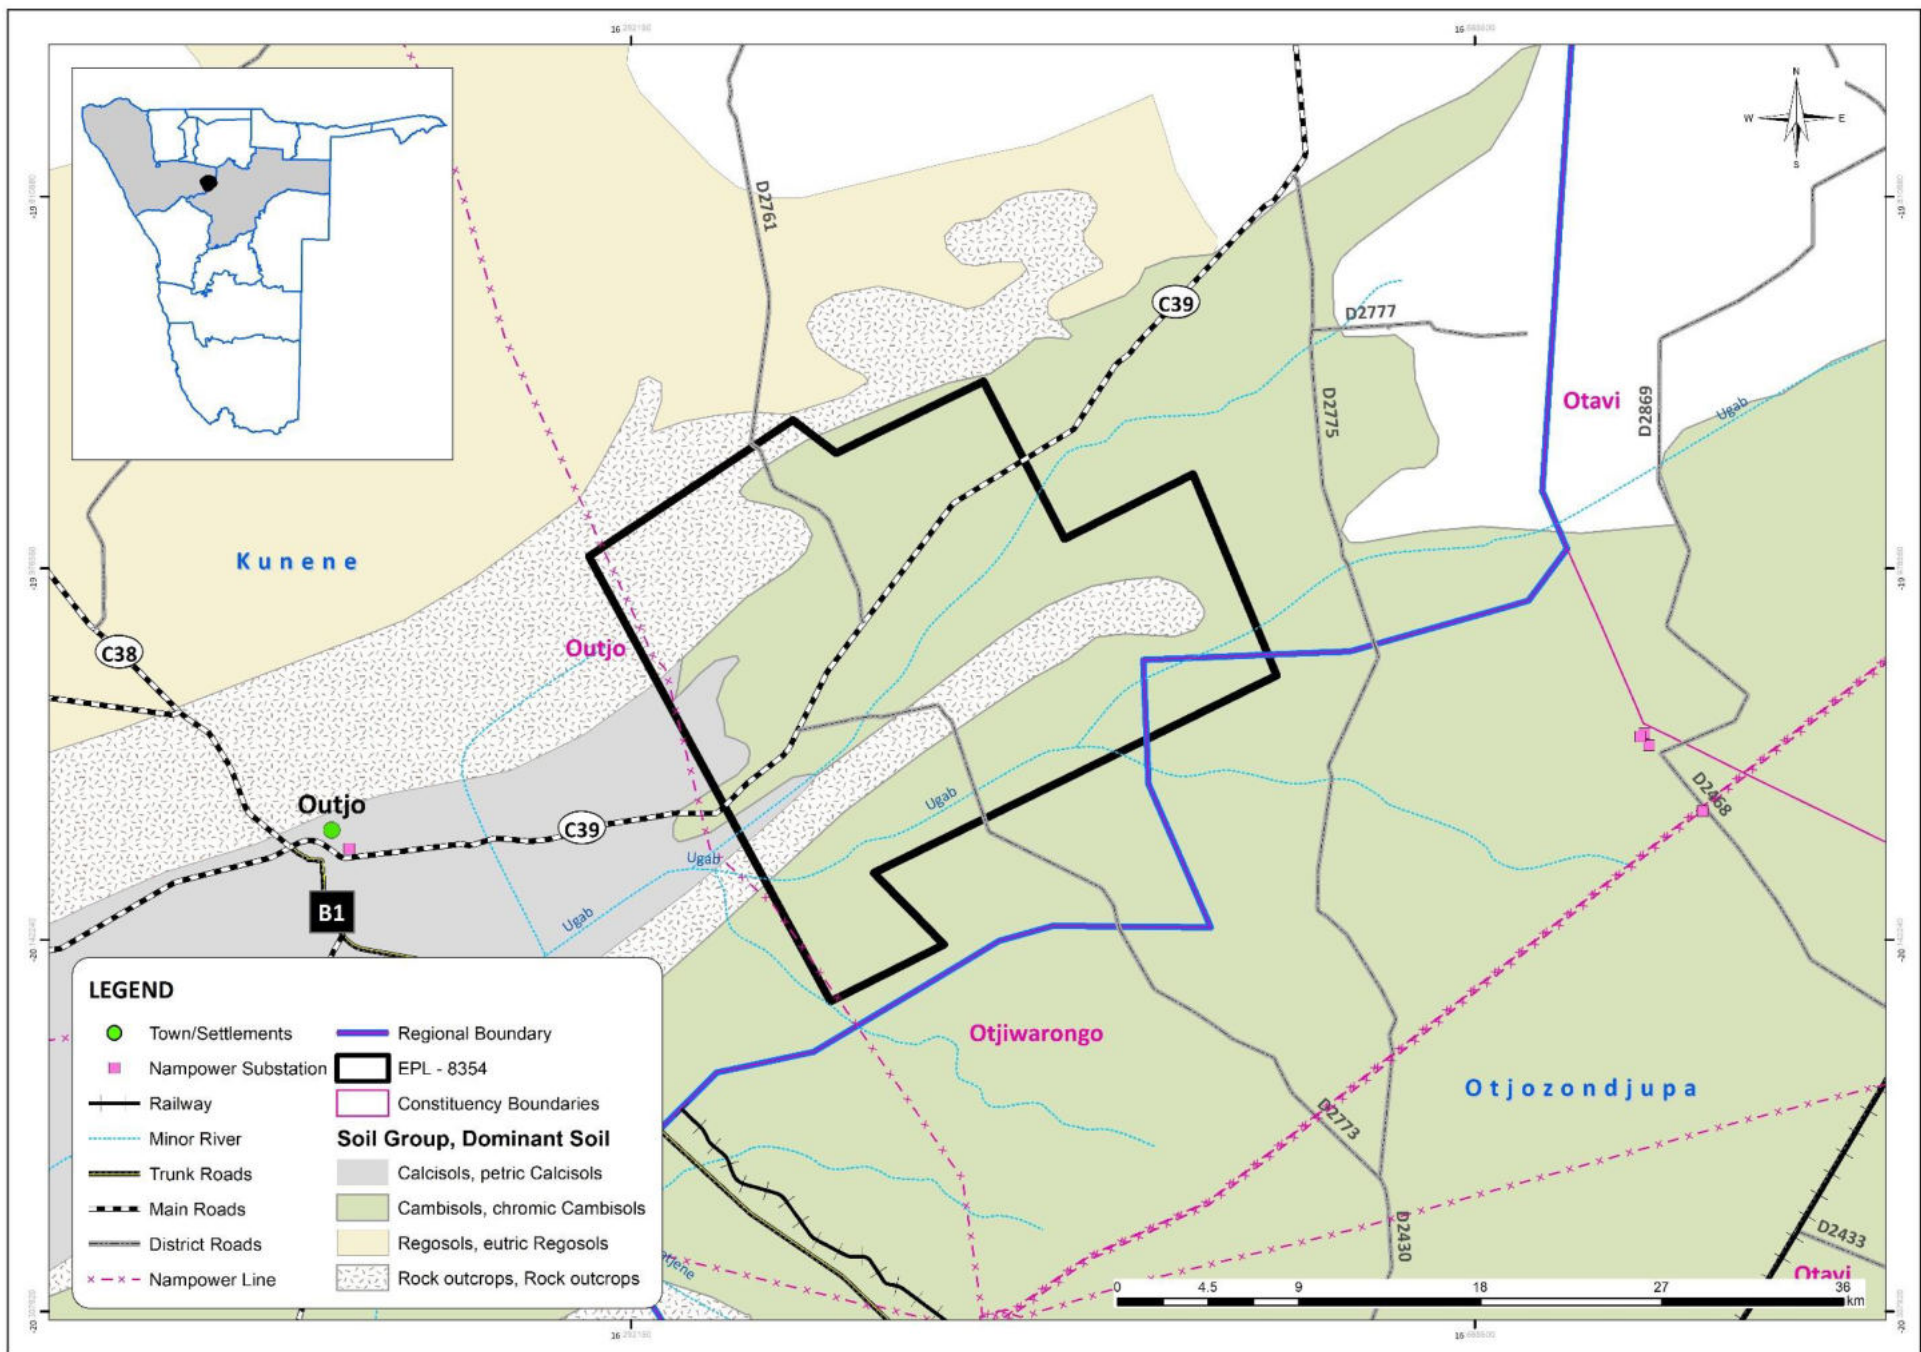 N
W E
S
D2761
C39
D2777
D2775
Otavi
D2869
Ugab
Kunene
C38
Outjo
Outjo
C39
Ugab
Ugab
Ugab
D2468
B1
Otjiwarongo
Otjozondjupa
D2773
D2430
D2433
Otavi
LEGEND
Town/Settlements
Nampower Substation
Railway
Minor River
Trunk Roads
Main Roads
District Roads
Nampower Line
Regional Boundary
EPL - 8354
Constituency Boundaries
Soil Group, Dominant Soil
Calcisols, petric Calcisols
Cambisols, chromic Cambisols
Regosols, eutric Regosols
Rock outcrops, Rock outcrops
0 4.5 9 18 27 36
km